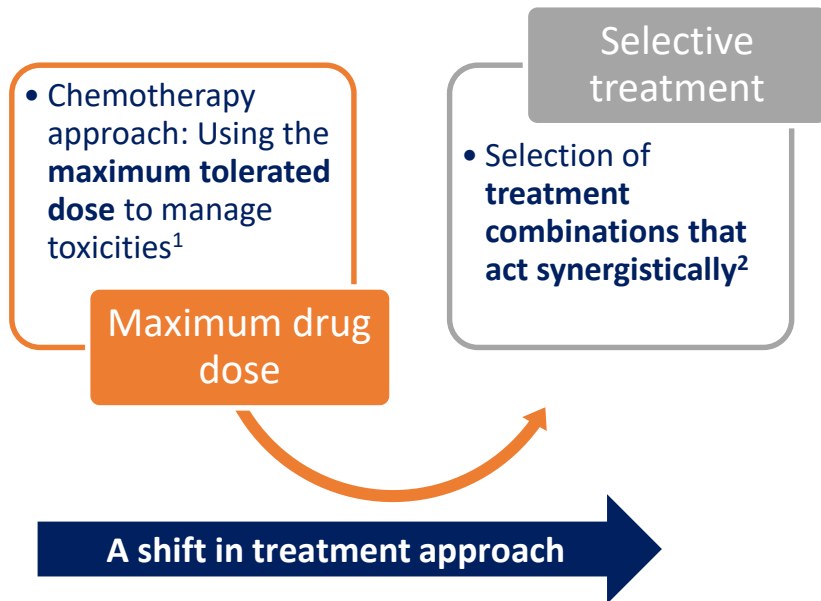 • Chemotherapy
approach: Using the
maximum tolerated
dose to manage
toxicities¹
Maximum drug
dose
Selective
treatment
• Selection of
treatment
combinations that
act synergistically²
A shift in treatment approach